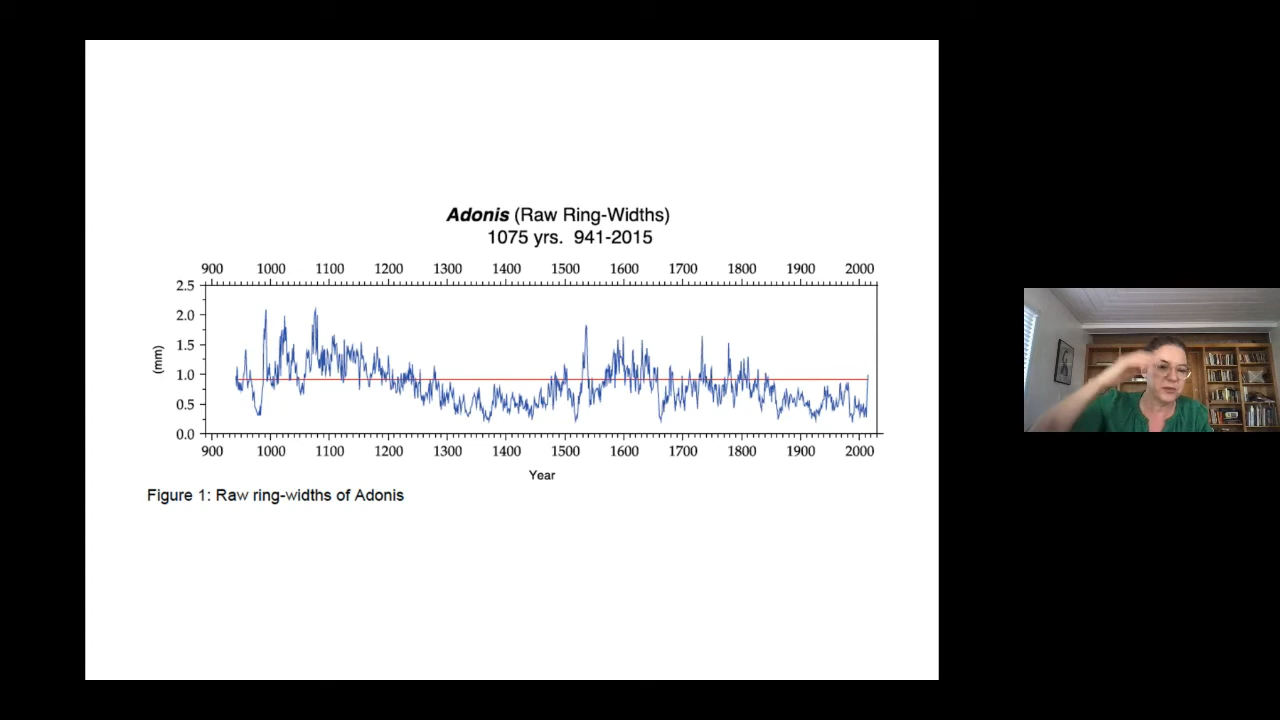 Adonis (Raw Ring-Widths)
1075 yrs. 941-2015
900 1000 1100 1200 1300 1400 1500 1600 1700 1800 1900 2000
2.5
2.0
1.5
1.0
0.5
0.0
(mm)
900 1000 1100 1200 1300 1400 1500 1600 1700 1800 1900 2000
Year
Figure 1: Raw ring-widths of Adonis